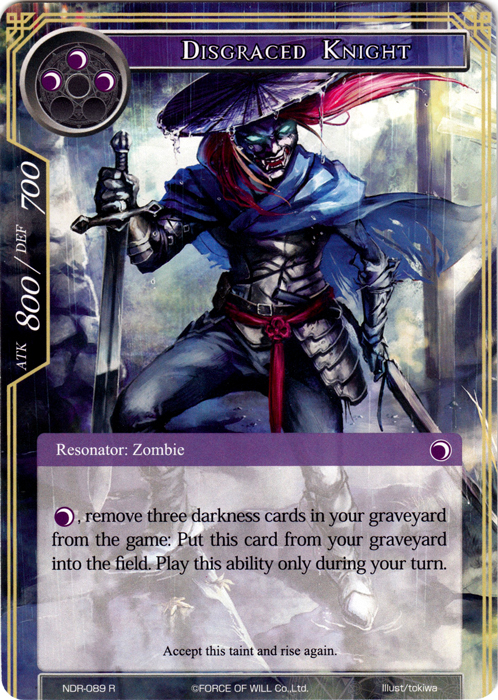 Disgraced Knight
ATK 800 / DEF 700
Resonator: Zombie
, remove three darkness cards in your graveyard
from the game: Put this card from your graveyard
into the field. Play this ability only during your turn.
Accept this taint and rise again.
NDR-089 R ©FORCE OF WILL Co.,Ltd. Illust/tokiwa